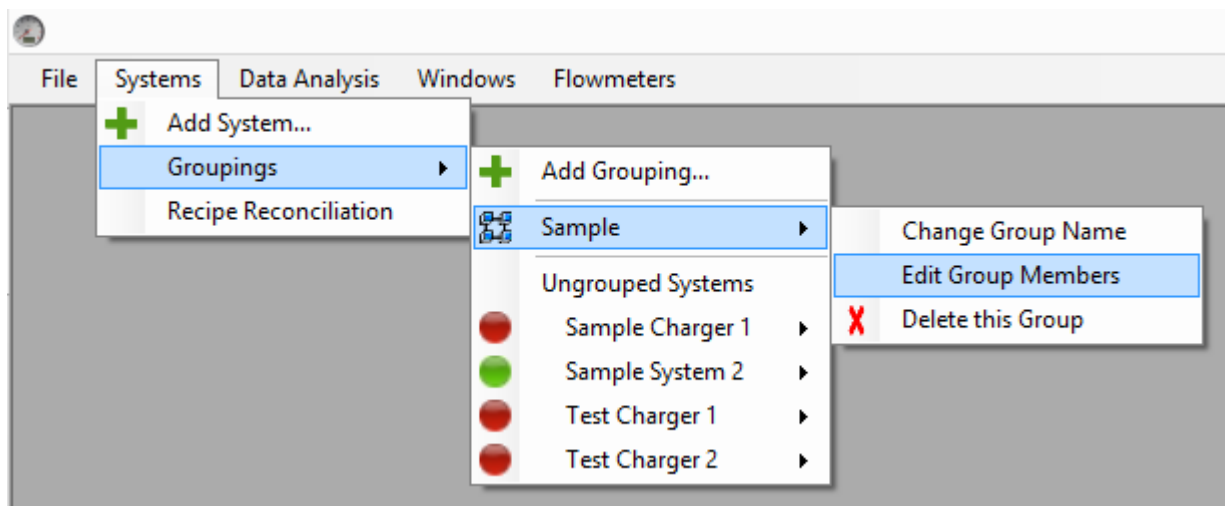 File Systems Data Analysis Windows Flowmeters
Add System...
Groupings
Recipe Reconciliation
Add Grouping...
Sample
Ungrouped Systems
Sample Charger 1
Sample System 2
Test Charger 1
Test Charger 2
Change Group Name
Edit Group Members
Delete this Group